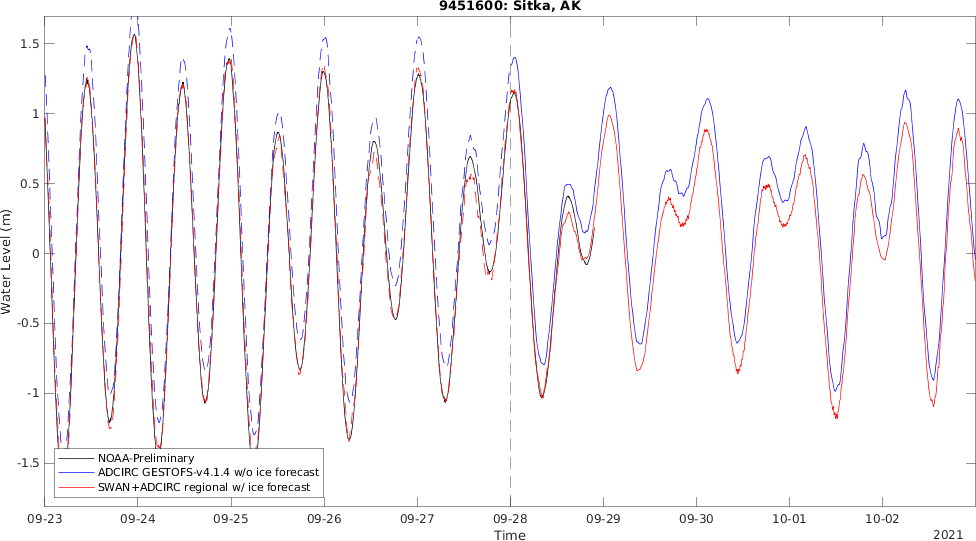 9451600: Sitka, AK
1.5
1
0.5
0
-0.5
-1
-1.5
Water Level (m)
NOAA-Preliminary
ADCIRC GESTOFS-v4.1.4 w/o ice forecast
SWAN+ADCIRC regional w/ ice forecast
09-23 09-24 09-25 09-26 09-27 09-28 09-29 09-30 10-01 10-02
Time
2021